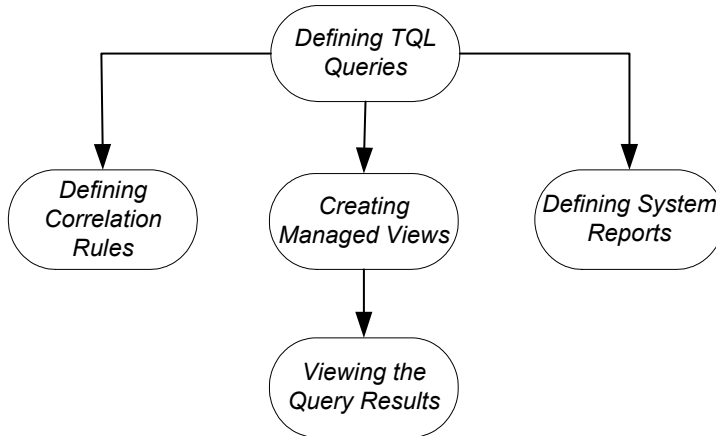 Defining TQL
Queries
Defining
Correlation
Rules
Creating
Managed Views
Defining System
Reports
Viewing the
Query Results